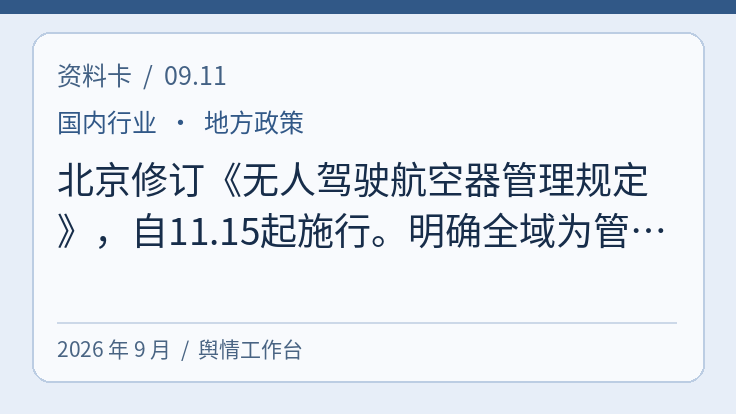 资料卡 / 09.11
国内行业 · 地方政策
北京修订《无人驾驶航空器管理规定
》，自11.15起施行。明确全域为管…
2026 年 9 月 / 舆情工作台